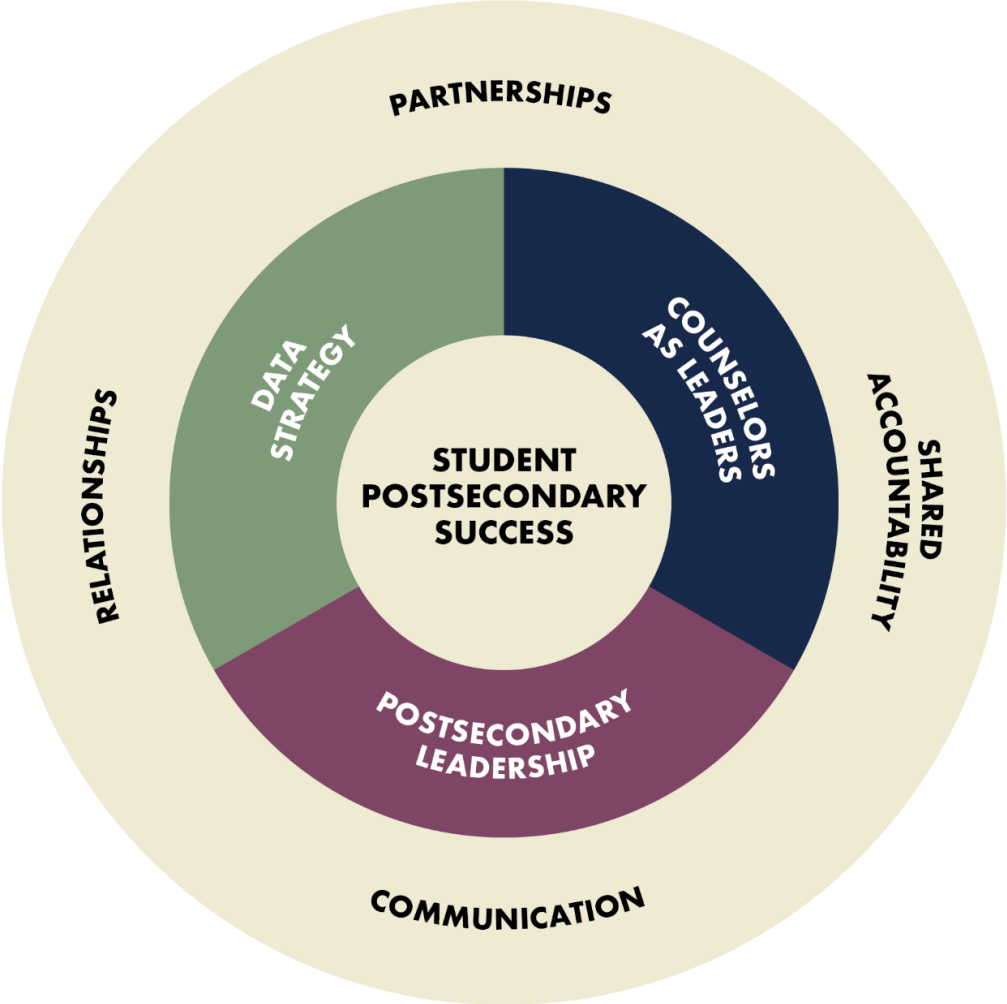 PARTNERSHIPS
DATA
STRATEGY
COUNSELORS
AS LEADERS
RELATIONSHIPS
STUDENT
POSTSECONDARY
SUCCESS
SHARED
ACCOUNTABILITY
POSTSECONDARY
LEADERSHIP
COMMUNICATION